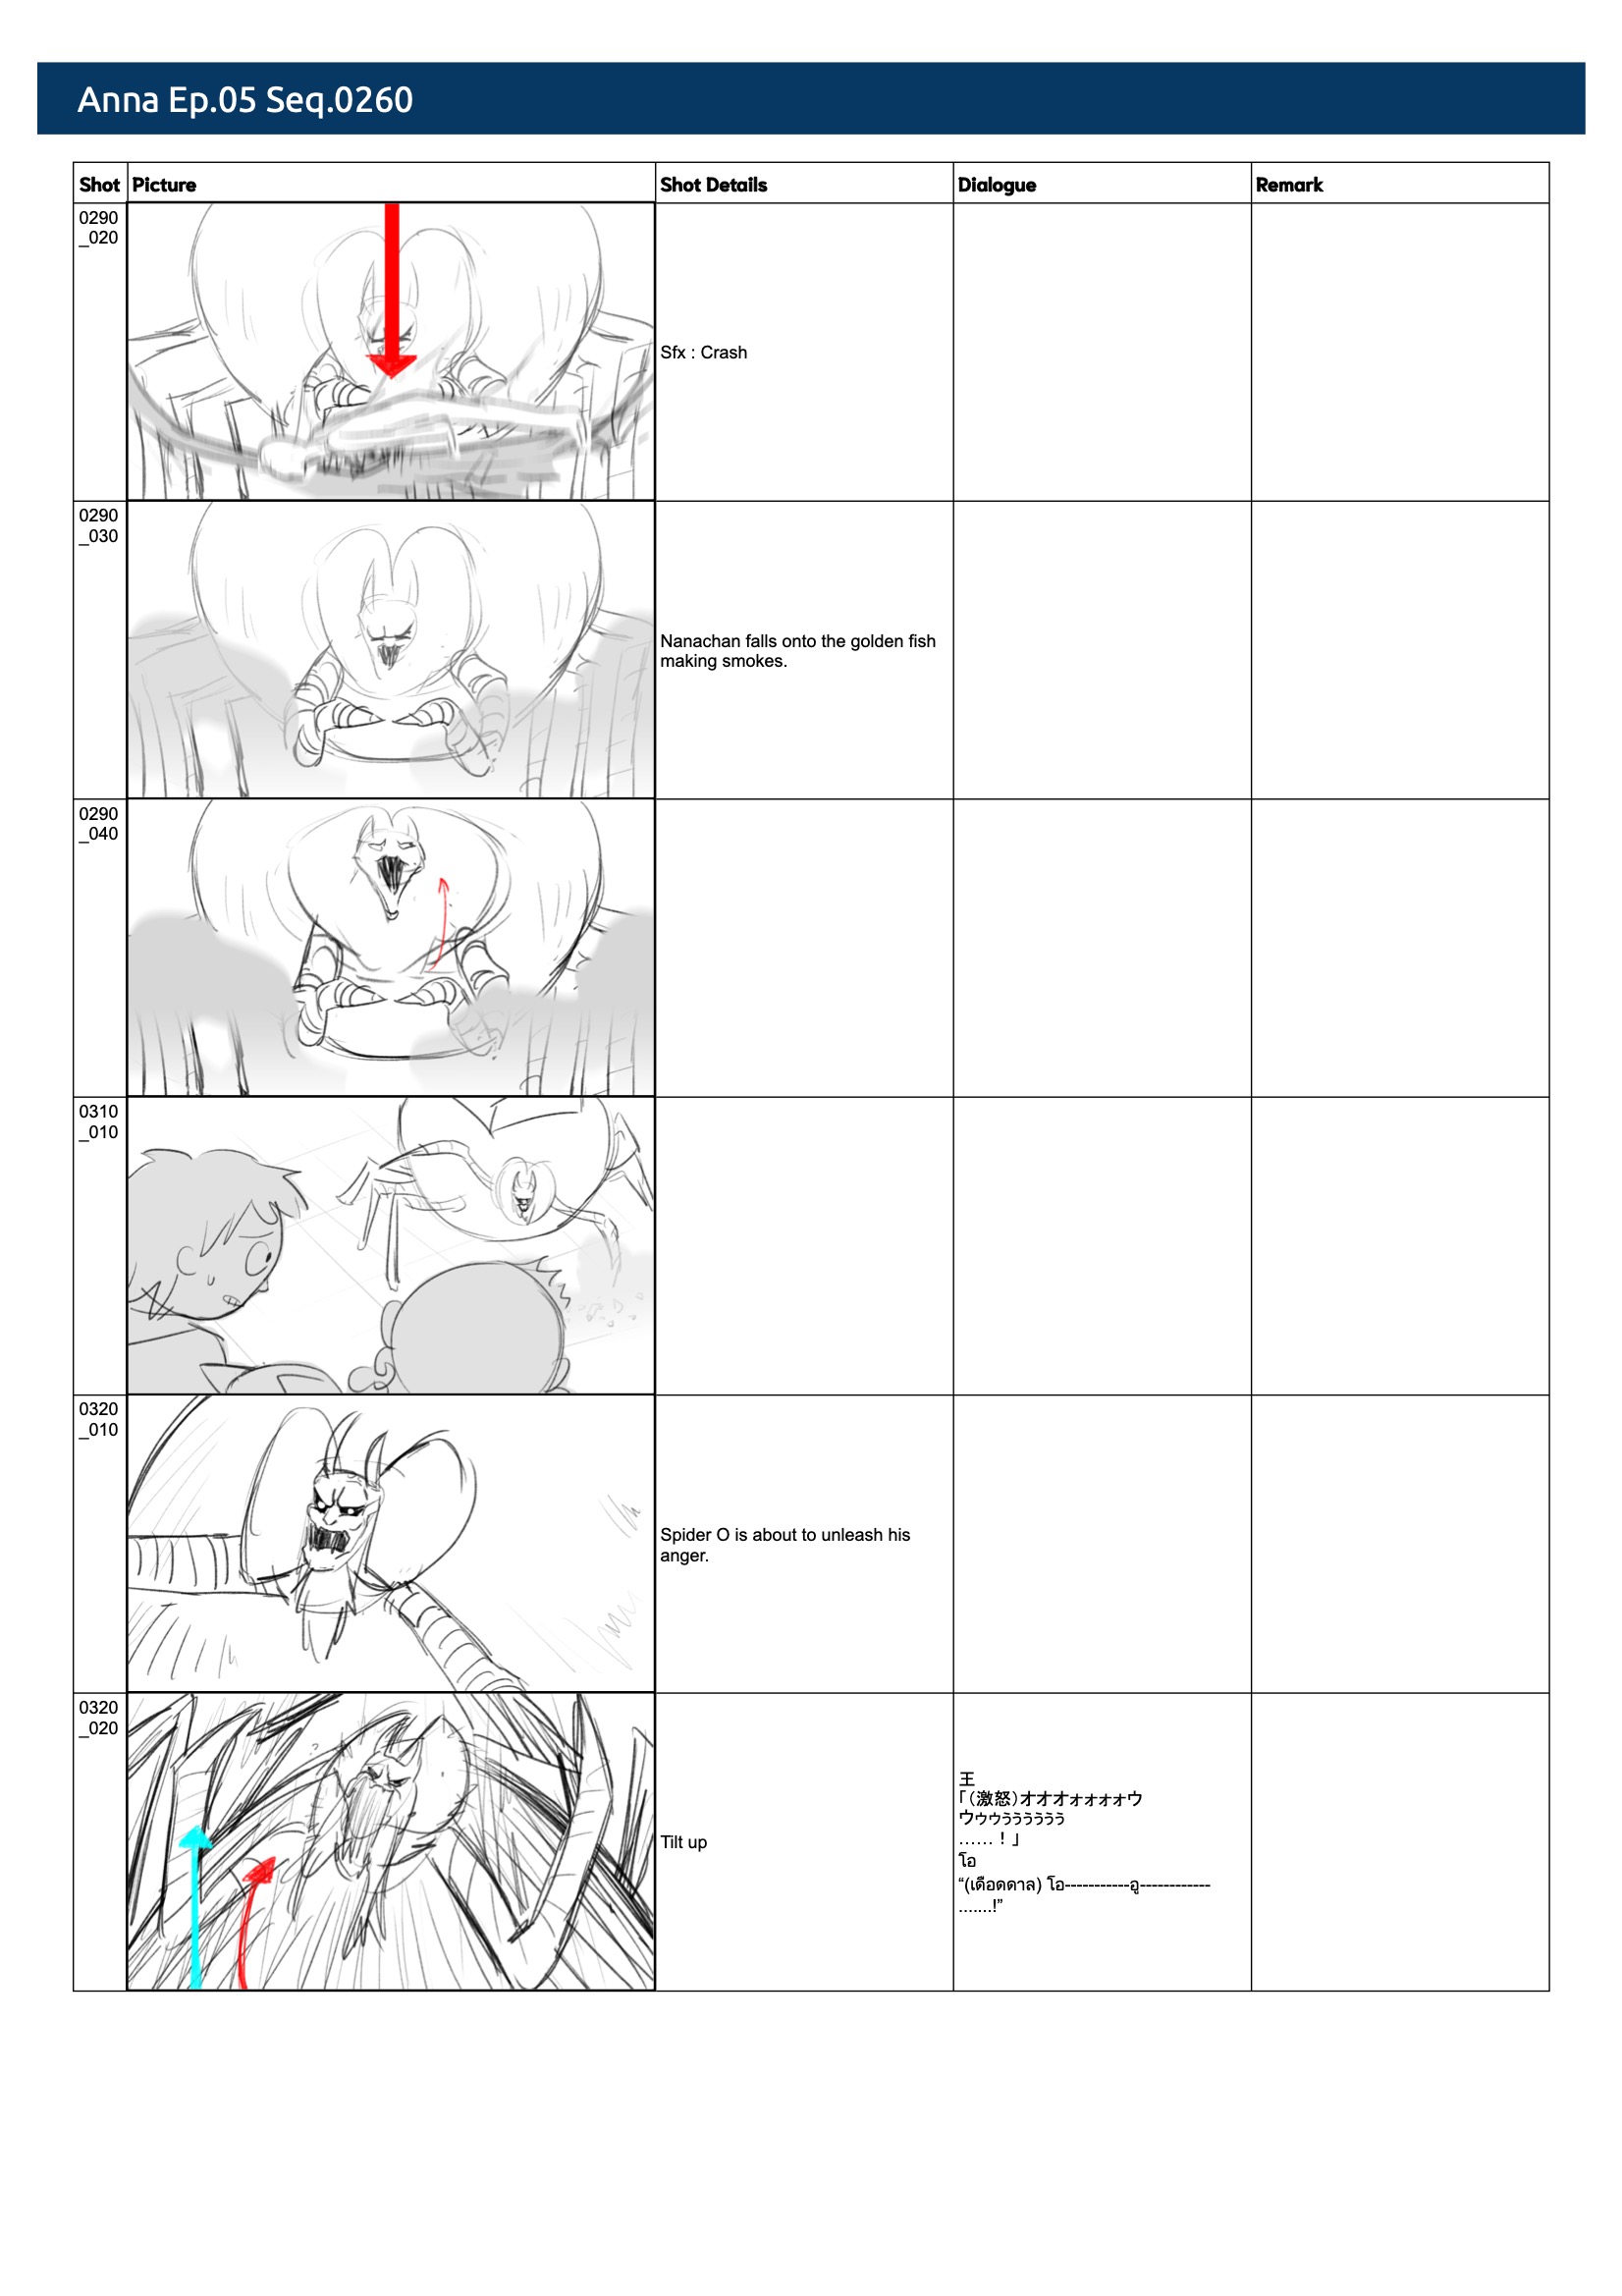 Anna Ep.05 Seq.0260
Shot Picture Shot Details Dialogue Remark
0290
_020
Sfx : Crash
0290
_030
Nanachan falls onto the golden fish
making smokes.
0290
_040
0310
_010
0320
_010
Spider O is about to unleash his
anger.
0320
_020
Tilt up
王
「（激怒）オオオォォォォウ
ウゥゥぅぅぅぅぅぅ
……！」
โอ
“(เดือดดาล) โอ-----------อู------------
.......!”